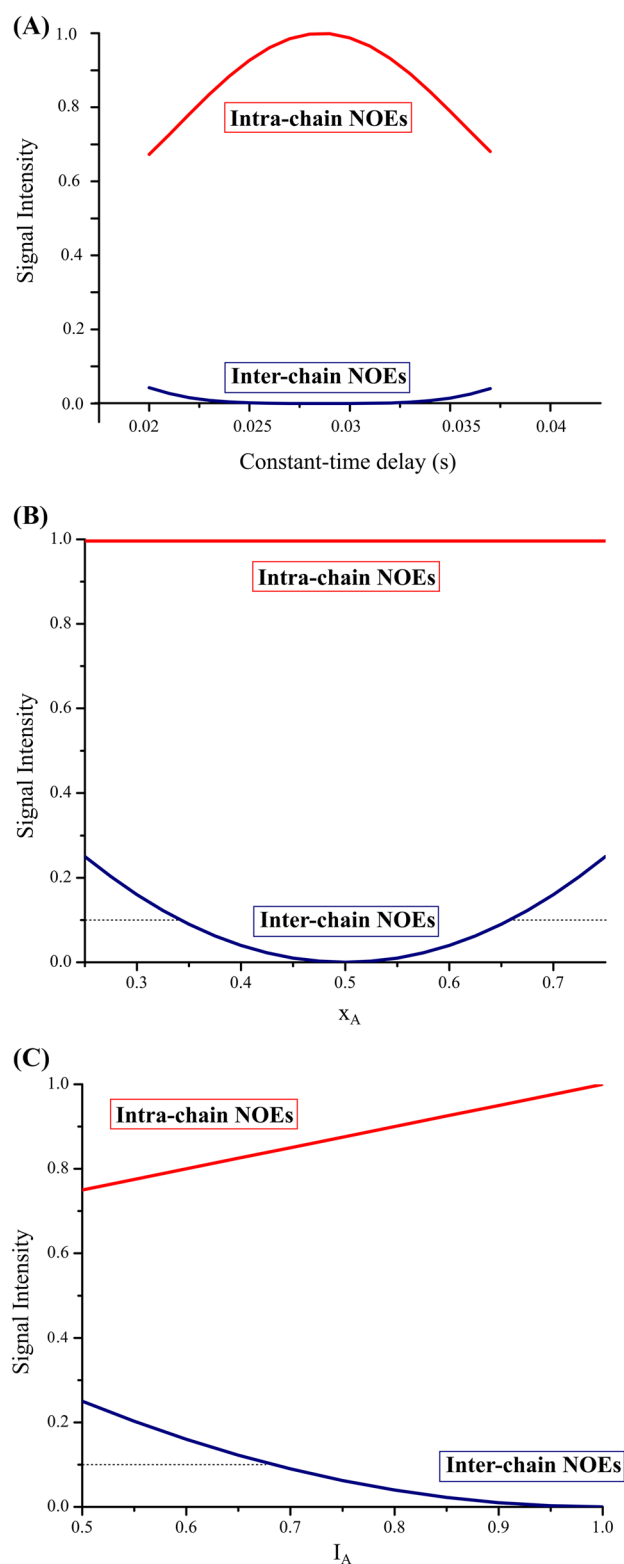 (A)
1.0
0.8
0.6
0.4
0.2
0.0
Signal Intensity
Intra-chain NOEs
Inter-chain NOEs
0.02 0.025 0.03 0.035 0.04
Constant-time delay (s)
(B)
1.0
0.8
0.6
0.4
0.2
0.0
Signal Intensity
Intra-chain NOEs
Inter-chain NOEs
0.3 0.4 0.5 0.6 0.7
x_A
(C)
1.0
0.8
0.6
0.4
0.2
0.0
Signal Intensity
Intra-chain NOEs
Inter-chain NOEs
0.5 0.6 0.7 0.8 0.9 1.0
I_A